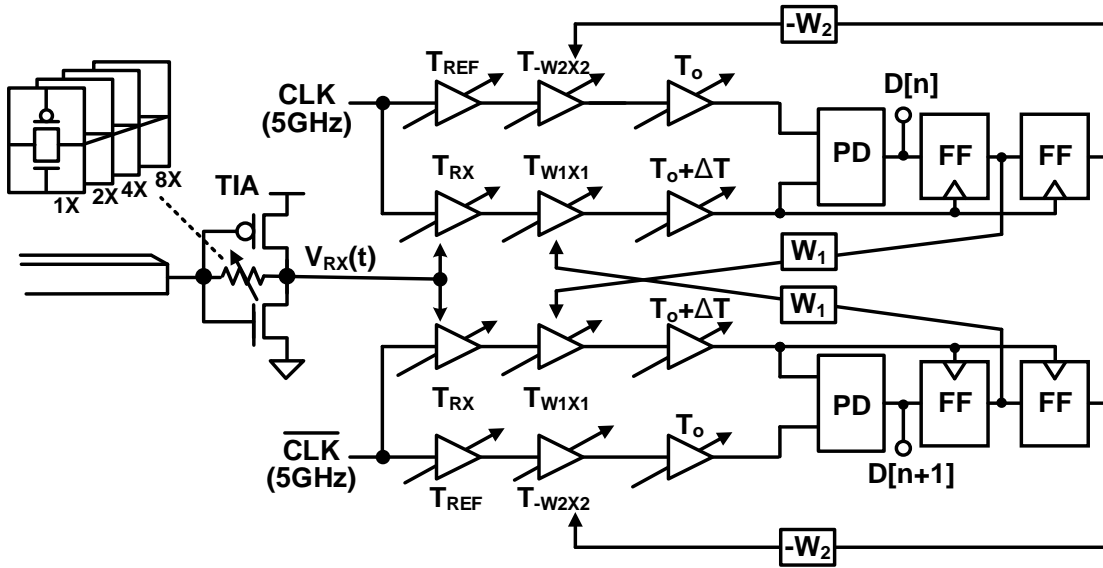 -W₂
T_REF
T_-W2X2
T_o
D[n]
CLK
(5GHz)
PD
FF
FF
8X
4X
2X
1X
TIA
T_RX
T_W1X1
T_o+ΔT
V_RX(t)
W₁
W₁
T_o+ΔT
T_RX
T_W1X1
PD
FF
FF
T_o
C̅L̅K̅
(5GHz)
D[n+1]
T_REF
T_-W2X2
-W₂